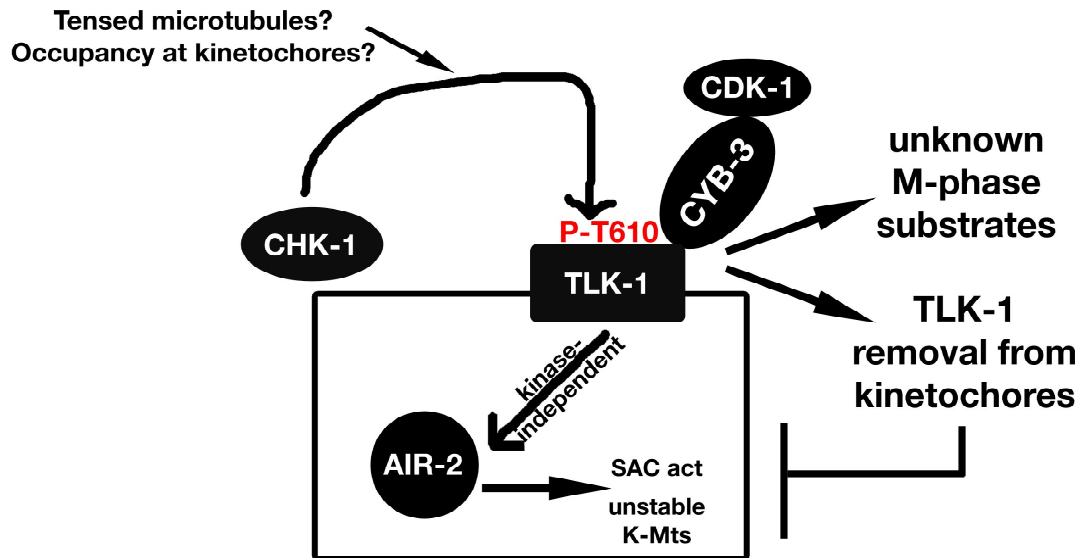 Tensed microtubules?
Occupancy at kinetochores?
CDK-1
CYB-3
unknown
M-phase
substrates
CHK-1
P-T610
TLK-1
TLK-1
removal from
kinetochores
kinase-
independent
AIR-2
SAC act
unstable
K-Mts